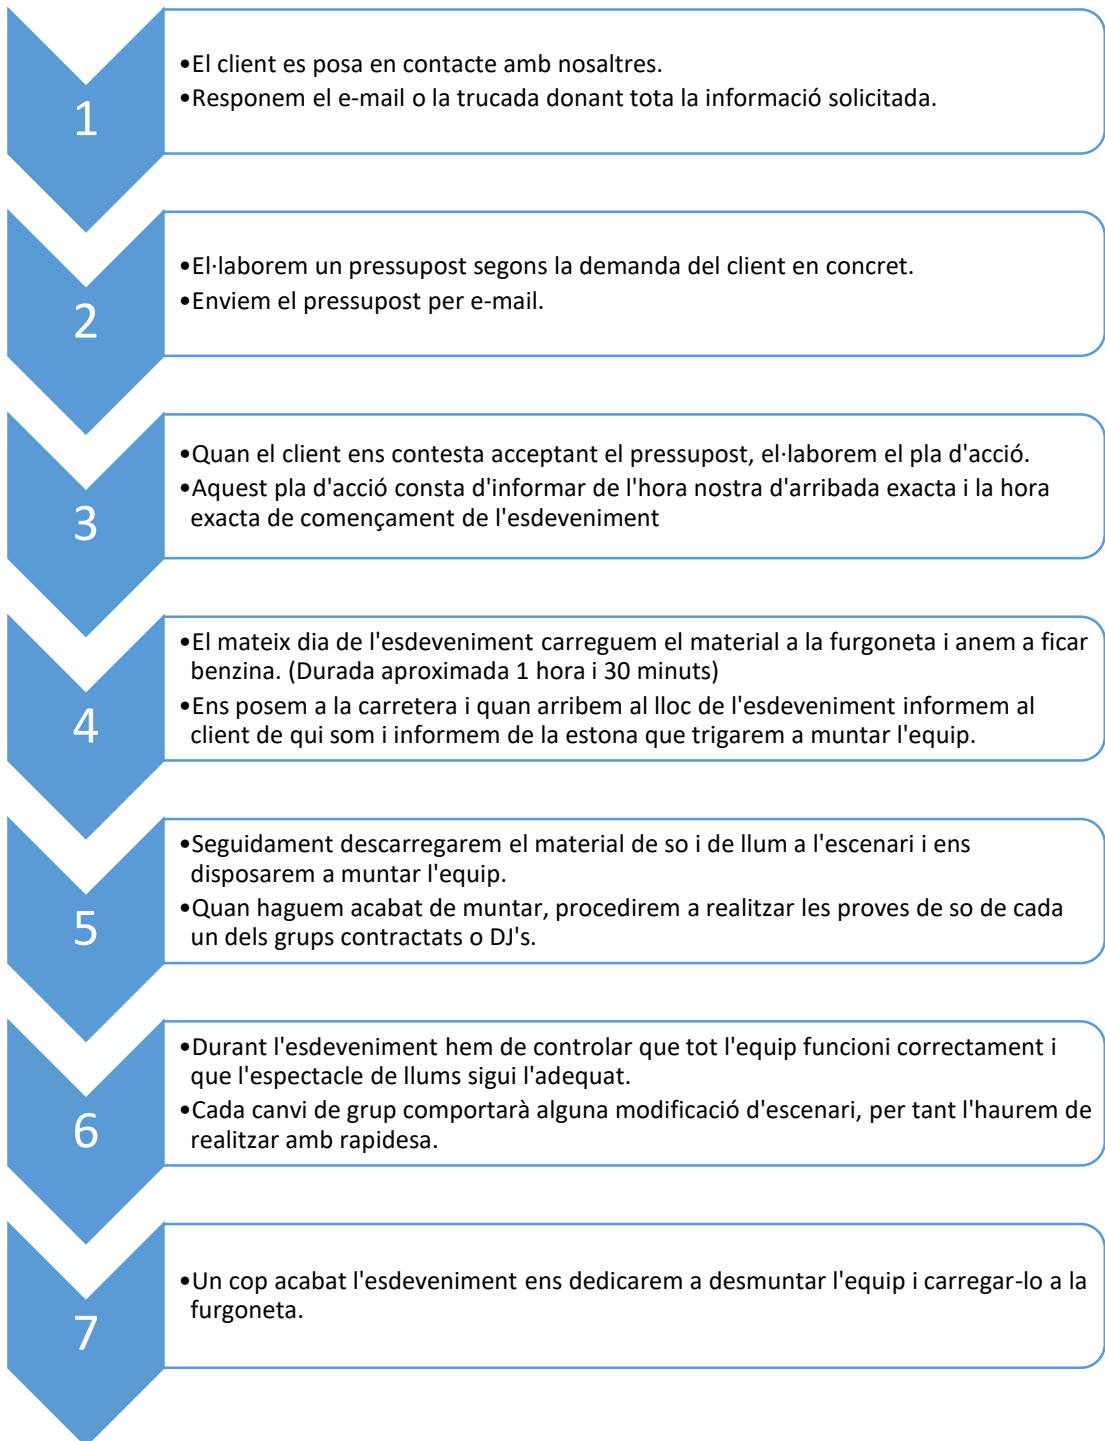 1
•El client es posa en contacte amb nosaltres.
•Responem el e-mail o la trucada donant tota la informació solicitada.
2
•El·laborem un pressupost segons la demanda del client en concret.
•Enviem el pressupost per e-mail.
3
•Quan el client ens contesta acceptant el pressupost, el·laborem el pla d'acció.
•Aquest pla d'acció consta d'informar de l'hora nostra d'arribada exacta i la hora
exacta de començament de l'esdeveniment
4
•El mateix dia de l'esdeveniment carreguem el material a la furgoneta i anem a ficar
benzina. (Durada aproximada 1 hora i 30 minuts)
•Ens posem a la carretera i quan arribem al lloc de l'esdeveniment informem al
client de qui som i informem de la estona que trigarem a muntar l'equip.
5
•Seguidament descarregarem el material de so i de llum a l'escenari i ens
disposarem a muntar l'equip.
•Quan haguem acabat de muntar, procedirem a realitzar les proves de so de cada
un dels grups contractats o DJ's.
6
•Durant l'esdeveniment hem de controlar que tot l'equip funcioni correctament i
que l'espectacle de llums sigui l'adequat.
•Cada canvi de grup comportarà alguna modificació d'escenari, per tant l'haurem de
realitzar amb rapidesa.
7
•Un cop acabat l'esdeveniment ens dedicarem a desmuntar l'equip i carregar-lo a la
furgoneta.